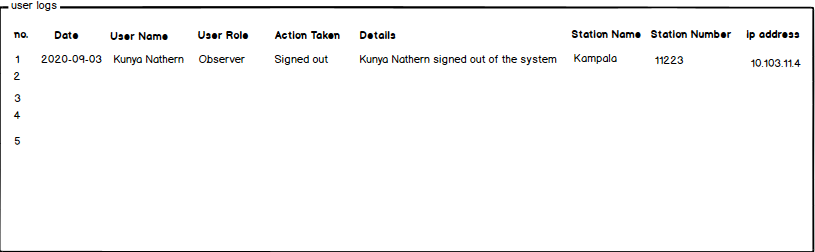 user logs
no. Date User Name User Role Action Taken Details Station Name Station Number ip address
1 2020-09-03 Kunya Nathern Observer Signed out Kunya Nathern signed out of the system Kampala 11223 10.103.11.4
2
3
4
5